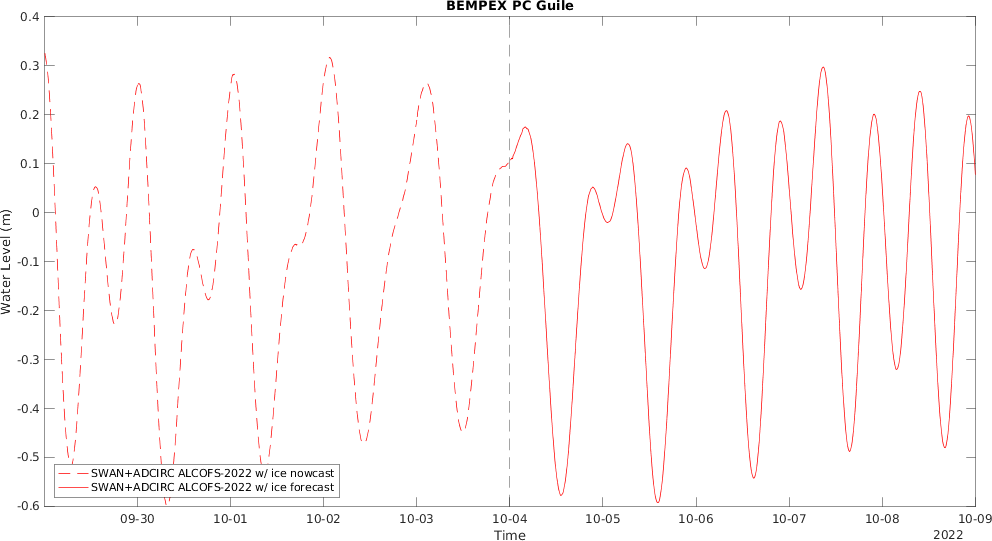 BEMPEX PC Guile
0.4
0.3
0.2
0.1
0
-0.1
-0.2
-0.3
-0.4
-0.5
-0.6
Water Level (m)
SWAN+ADCIRC ALCOFS-2022 w/ ice nowcast
SWAN+ADCIRC ALCOFS-2022 w/ ice forecast
09-30 10-01 10-02 10-03 10-04 10-05 10-06 10-07 10-08 10-09
Time
2022